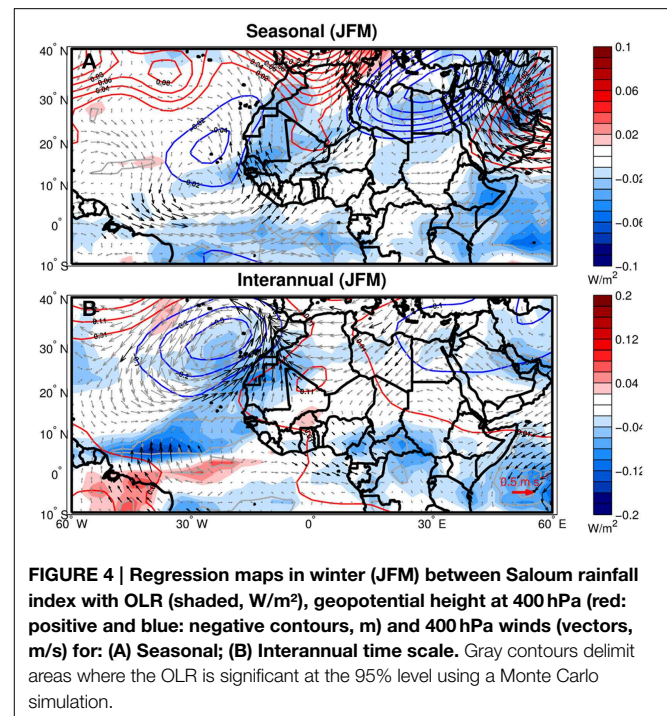 Seasonal (JFM)
A
40° N
30°
20°
10°
0°
10° S
0.1
0.06
0.02
−0.02
−0.06
−0.1
W/m²
Interannual (JFM)
B
40° N
30°
20°
10°
0°
10° S
60° W
30° W
0°
30° E
60° E
0.5 m s
0.2
0.12
0.04
−0.04
−0.12
−0.2
W/m²
FIGURE 4 | Regression maps in winter (JFM) between Saloum rainfall
index with OLR (shaded, W/m²), geopotential height at 400 hPa (red:
positive and blue: negative contours, m) and 400 hPa winds (vectors,
m/s) for: (A) Seasonal; (B) Interannual time scale. Gray contours delimit
areas where the OLR is significant at the 95% level using a Monte Carlo
simulation.